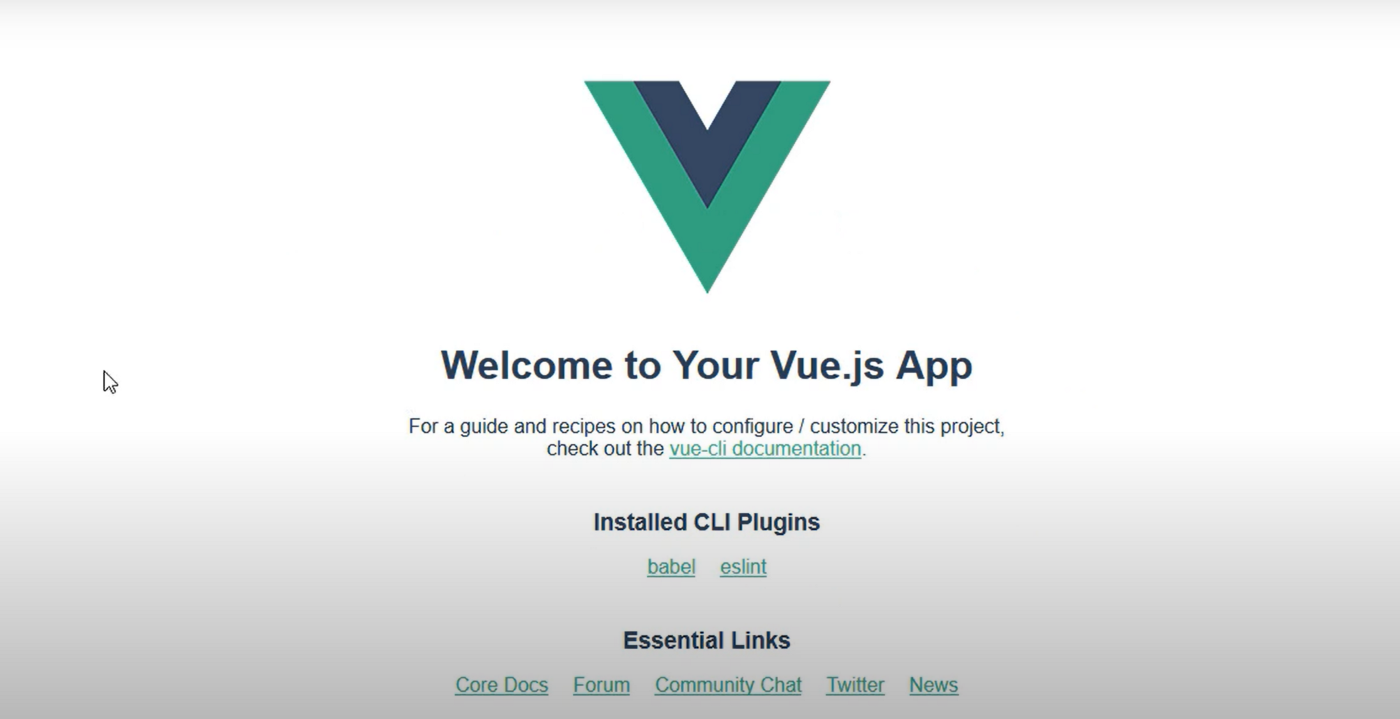 Welcome to Your Vue.js App
For a guide and recipes on how to configure / customize this project,
check out the vue-cli documentation.
Installed CLI Plugins
babel eslint
Essential Links
Core Docs Forum Community Chat Twitter News